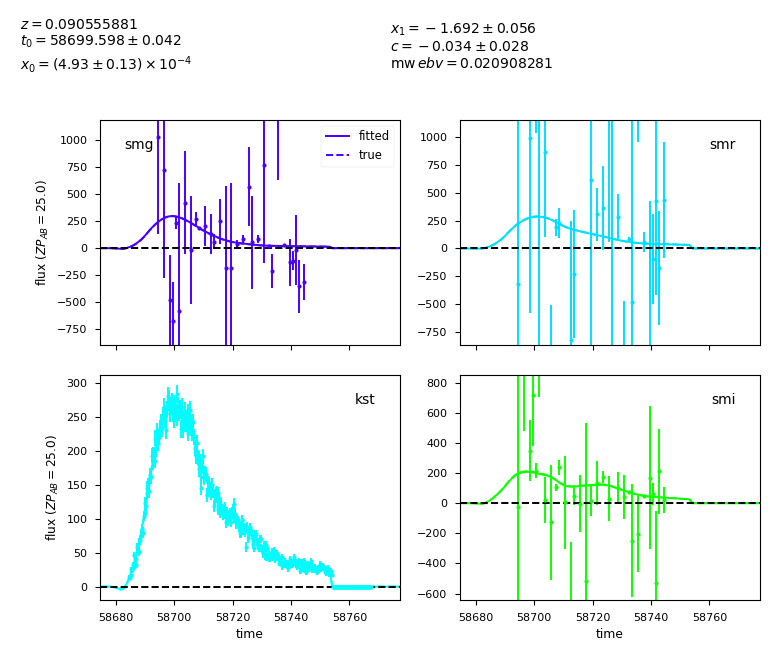 z = 0.090555881
t₀ = 58699.598 ± 0.042
x₀ = (4.93 ± 0.13) × 10⁻⁴
x₁ = −1.692 ± 0.056
c = −0.034 ± 0.028
mw ebv = 0.020908281
smg
fitted
true
1000
750
500
250
0
−250
−500
−750
flux (ZP_AB = 25.0)
smr
1000
750
500
250
0
−250
−500
−750
kst
300
250
200
150
100
50
0
flux (ZP_AB = 25.0)
58680 58700 58720 58740 58760
time
smi
800
600
400
200
0
−200
−400
−600
58680 58700 58720 58740 58760
time